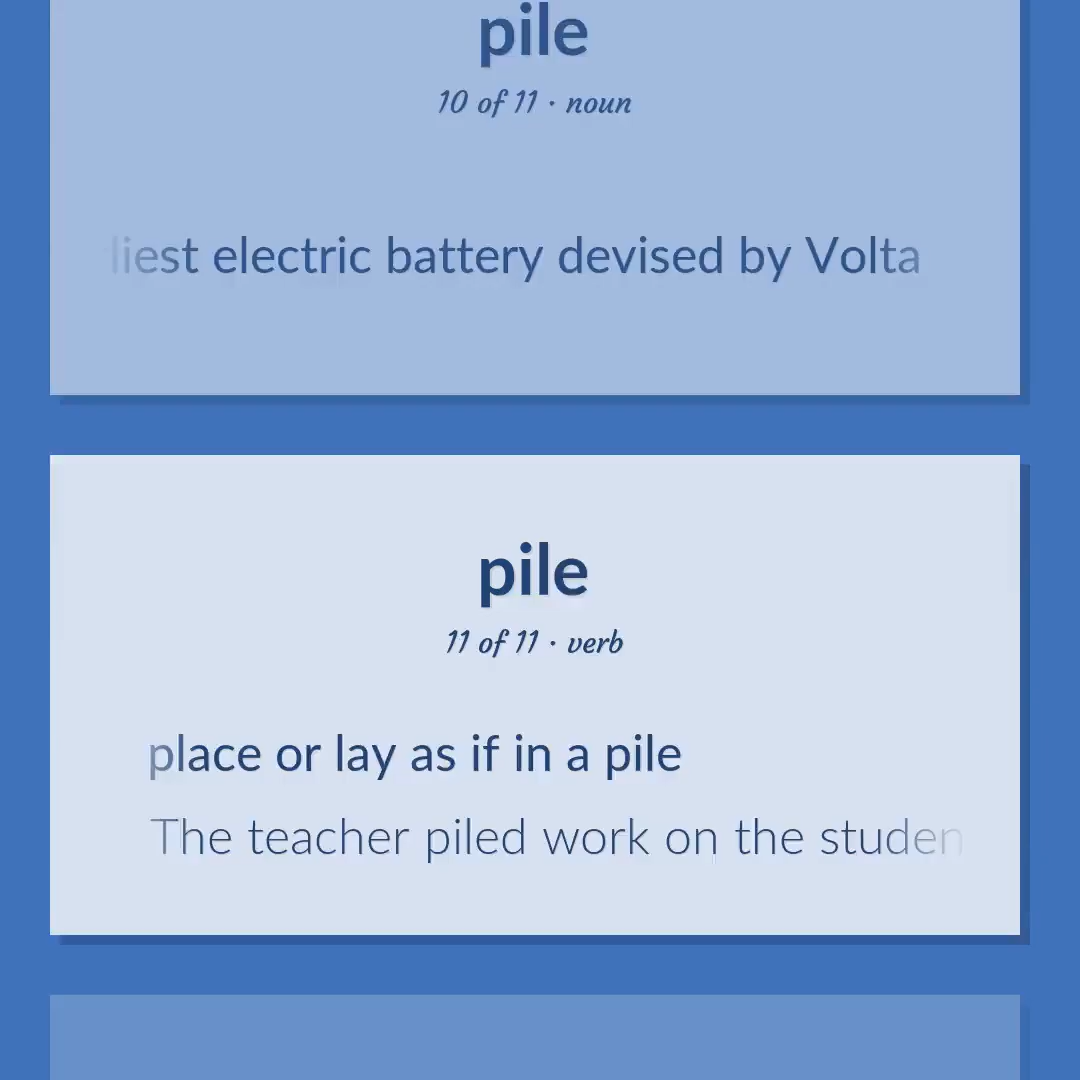 pile
10 of 11 · noun
liest electric battery devised by Volta
pile
11 of 11 · verb
place or lay as if in a pile
The teacher piled work on the studen